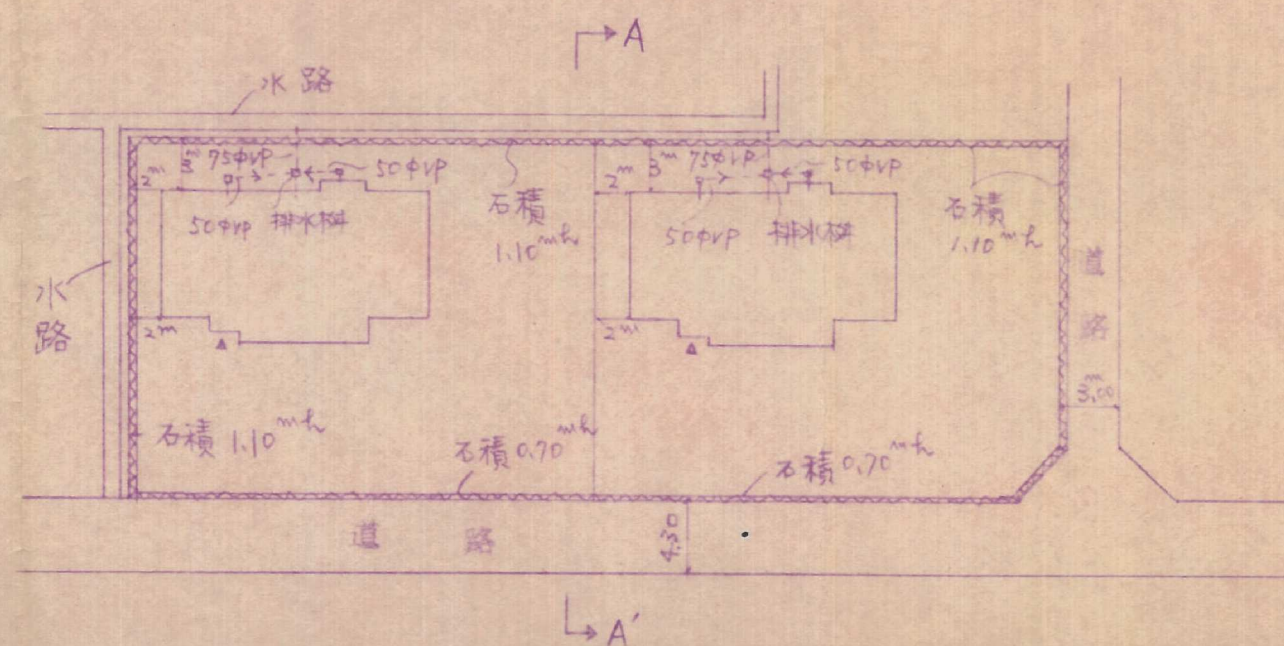 A
水路
3m
75φVP
50φVP
2m
50φVP
排水桝
石積
1.10mh
3m
75φVP
50φVP
2m
50φVP
排水桝
石積
1.10mh
水路
道路
3.00m
2m
2m
石積 1.10mh
石積 0.70mh
石積 0.70mh
道路
4.30
A'